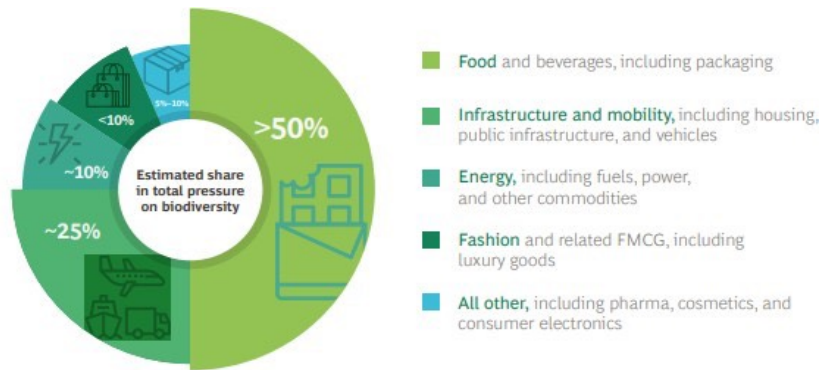 >50%
5%–10%
<10%
~10%
~25%
Estimated share
in total pressure
on biodiversity
Food and beverages, including packaging
Infrastructure and mobility, including housing,
public infrastructure, and vehicles
Energy, including fuels, power,
and other commodities
Fashion and related FMCG, including
luxury goods
All other, including pharma, cosmetics, and
consumer electronics